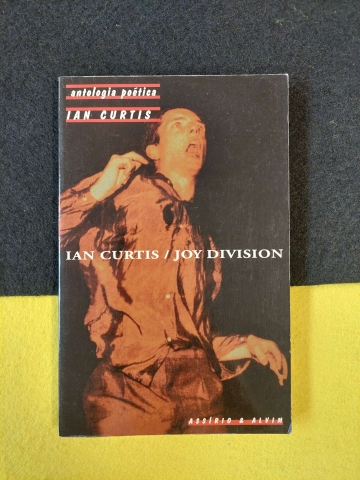 antologia poética
IAN CURTIS
IAN CURTIS / JOY DIVISION
ASSÍRIO & ALVIM